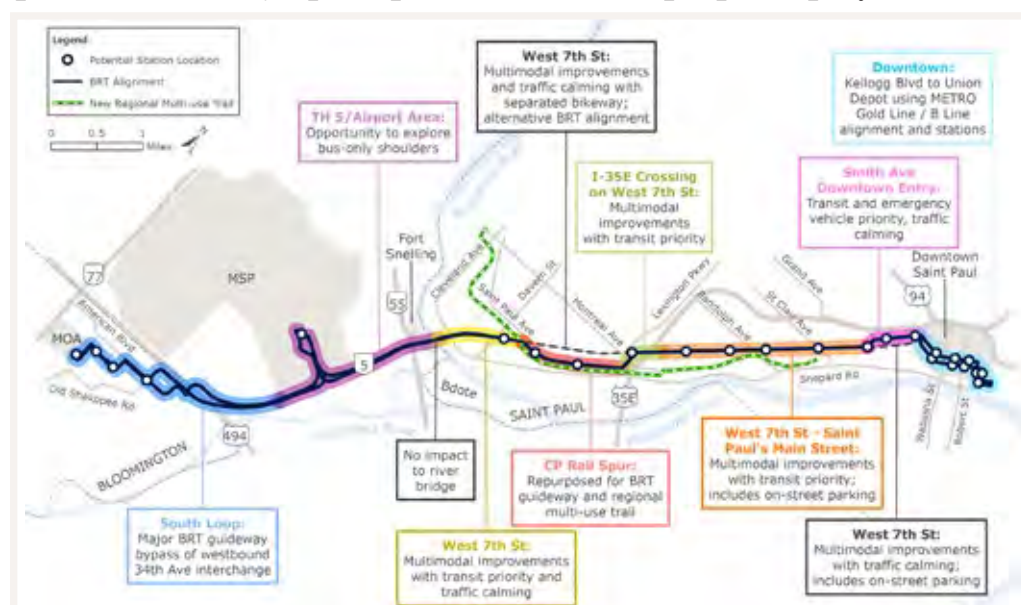 Legend
Potential Station Location
BRT Alignment
New Regional Multi-use Trail
0 0.5 1
Miles
TH 5/Airport Area:
Opportunity to explore
bus-only shoulders
West 7th St:
Multimodal improvements
and traffic calming with
separated bikeway;
alternative BRT alignment
Downtown:
Kellogg Blvd to Union
Depot using METRO
Gold Line / B Line
alignment and stations
I-35E Crossing
on West 7th St:
Multimodal
improvements
with transit priority
Smith Ave
Downtown Entry:
Transit and emergency
vehicle priority, traffic
calming
Fort
Snelling
Downtown
Saint Paul
77
American Blvd
MOA
Old Shakopee Rd
MSP
55
5
Cleveland Ave
Saint Paul Ave
Davern St
Montreal Ave
Lexington Pkwy
Randolph Ave
St Clair Ave
Grand Ave
94
Shepard Rd
Bdote
SAINT PAUL
35E
Wabasha St
Robert St
494
BLOOMINGTON
No impact
to river
bridge
CP Rail Spur:
Repurposed for BRT
guideway and regional
multi-use trail
West 7th St - Saint
Paul's Main Street:
Multimodal improvements
with transit priority;
includes on-street parking
South Loop:
Major BRT guideway
bypass of westbound
34th Ave interchange
West 7th St:
Multimodal improvements
with transit priority and
traffic calming
West 7th St:
Multimodal improvements
with traffic calming;
includes on-street parking